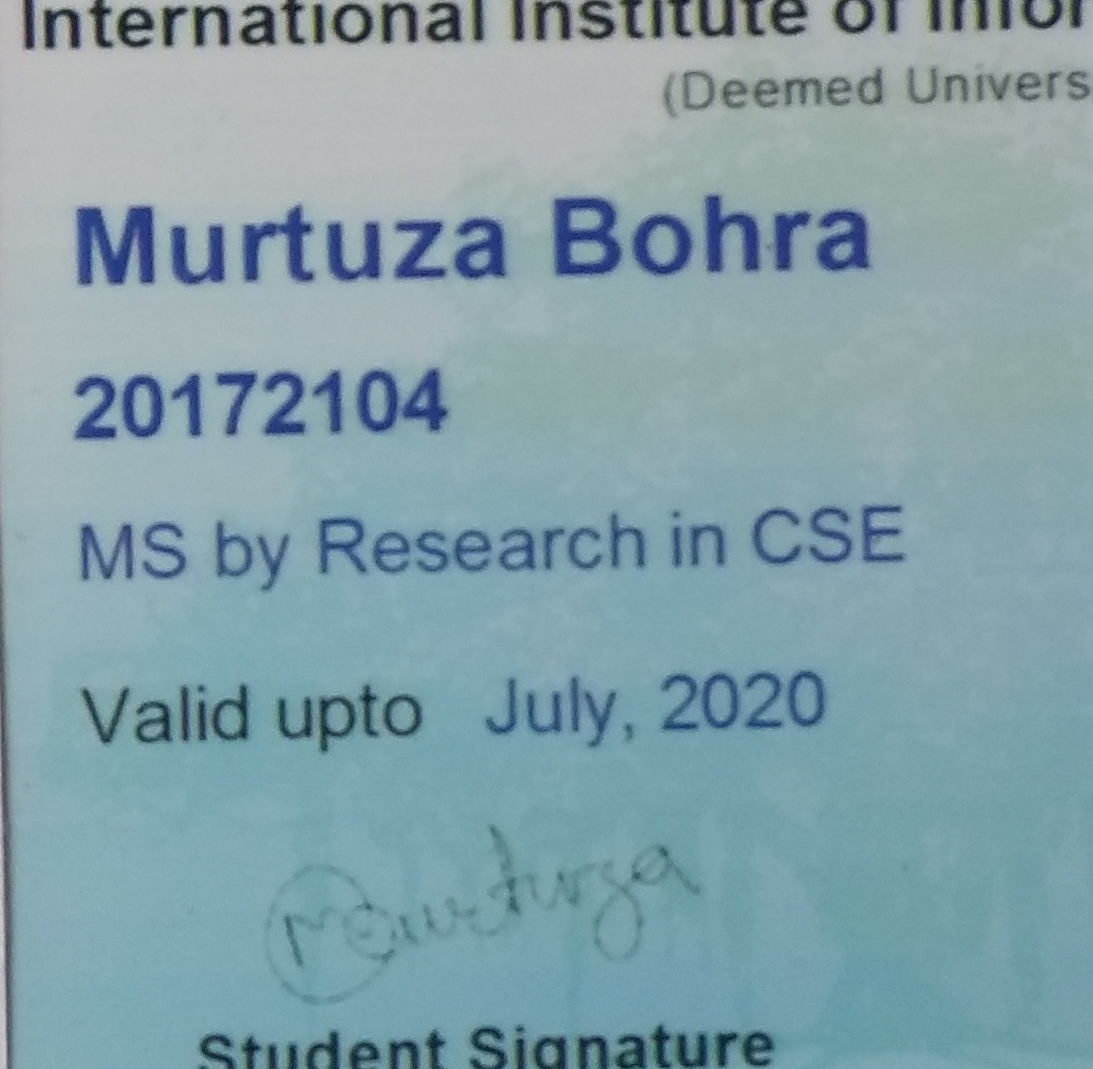 International Institute of Infor
(Deemed Univers
Murtuza Bohra
20172104
MS by Research in CSE
Valid upto July, 2020
Murtuza
Student Signature